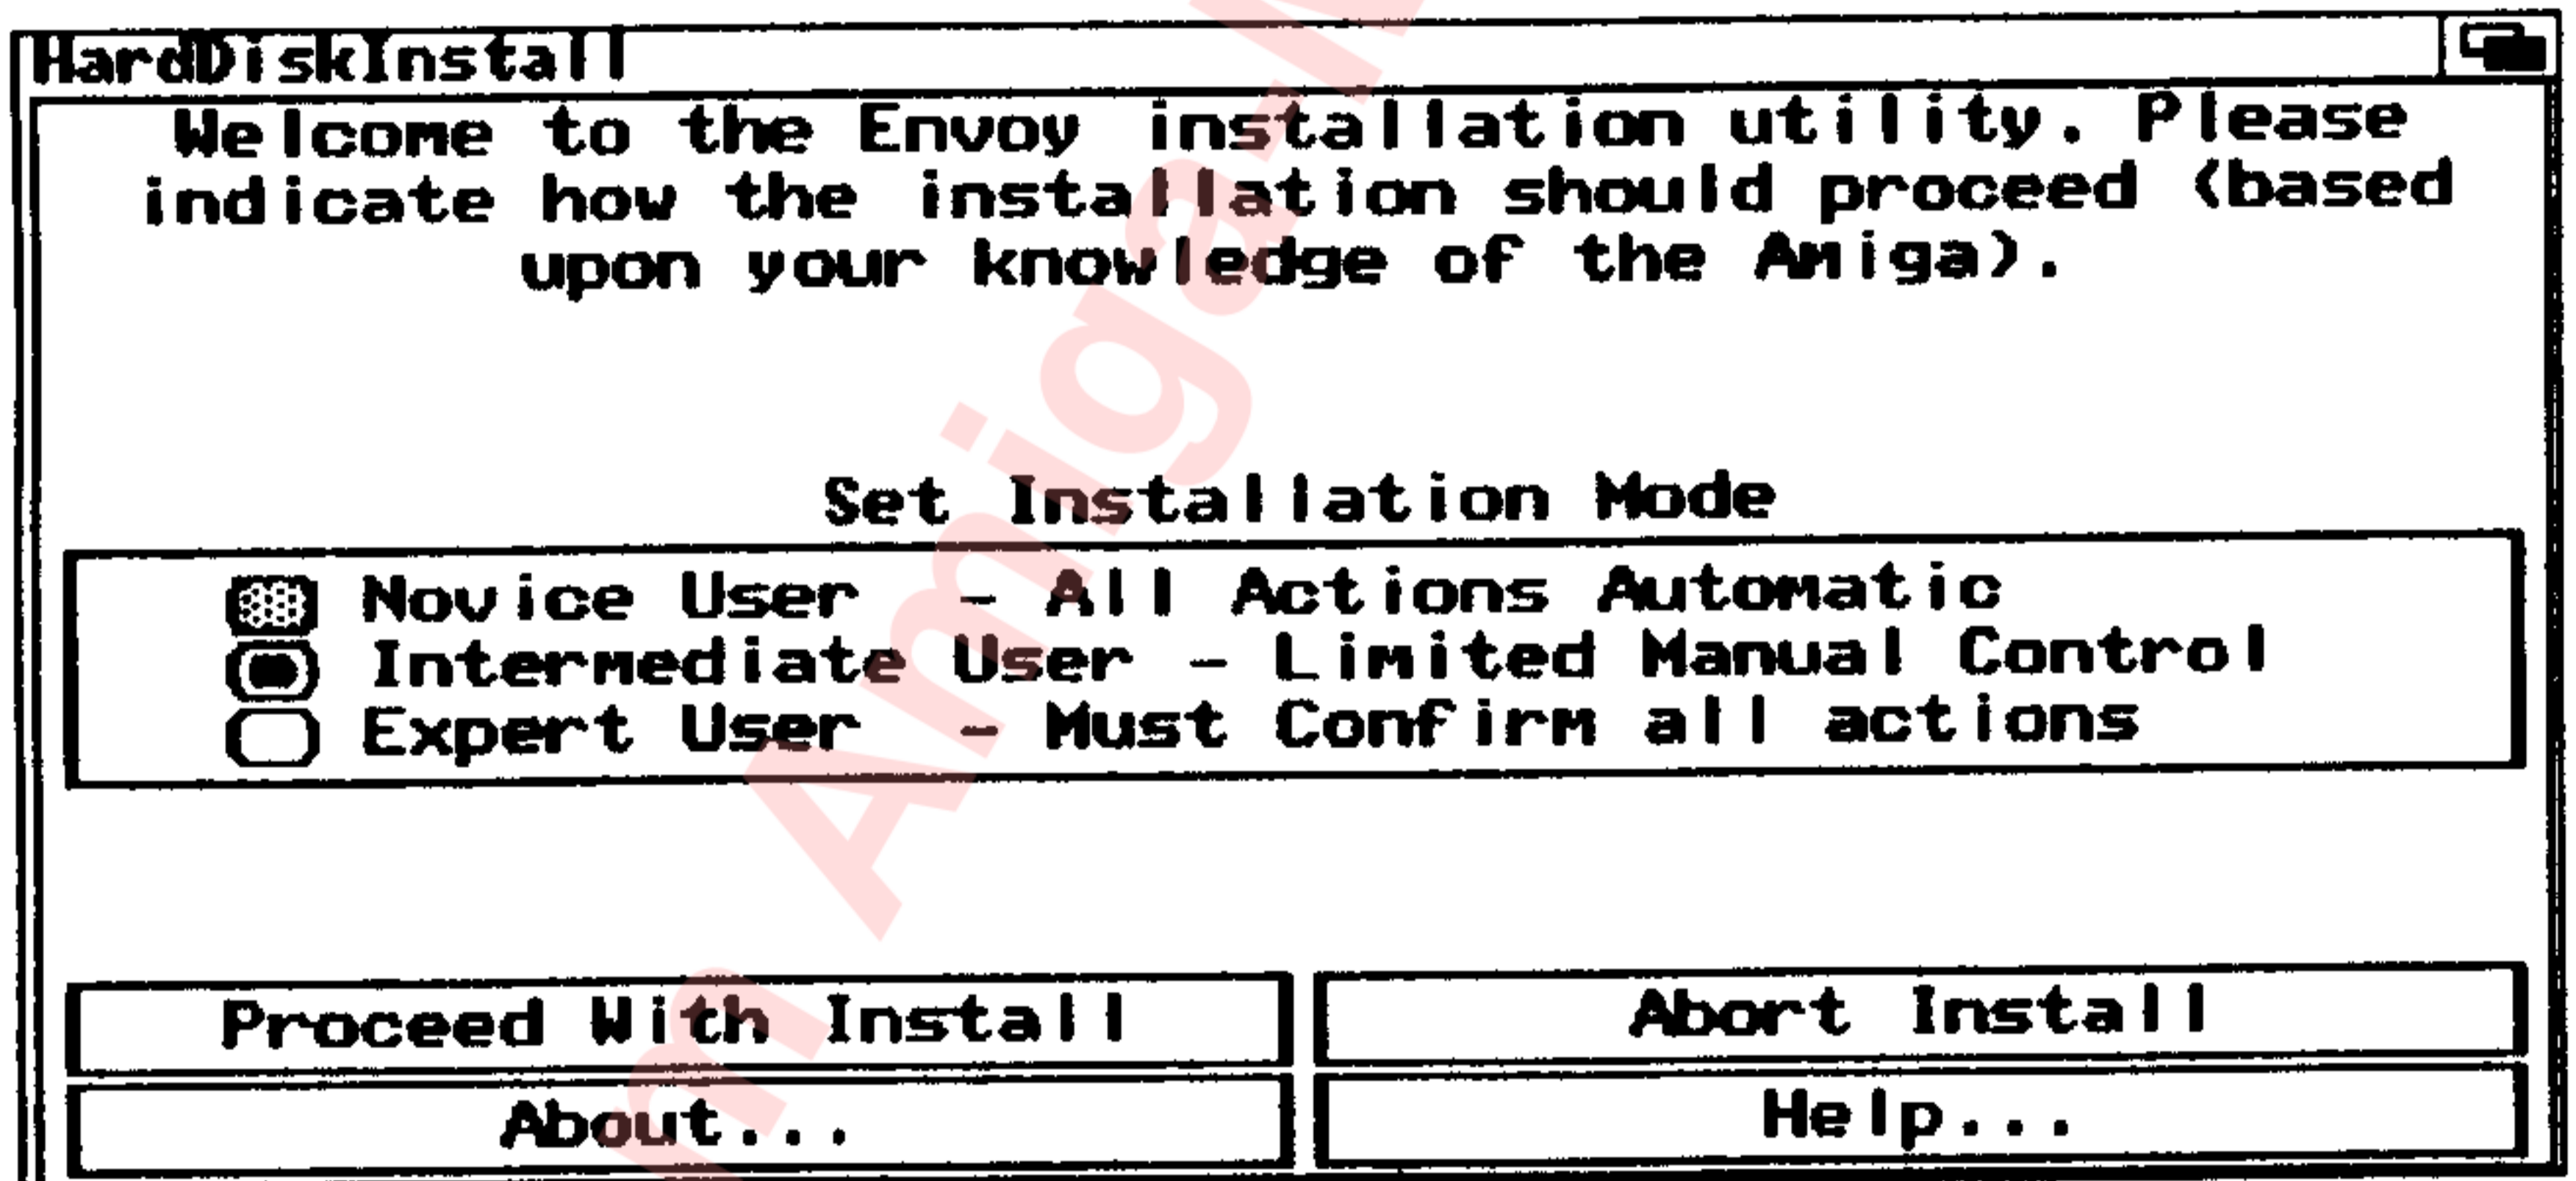 HardDiskInstall
Welcome to the Envoy installation utility. Please
indicate how the installation should proceed (based
upon your knowledge of the Amiga).
Set Installation Mode
Novice User - All Actions Automatic
Intermediate User - Limited Manual Control
Expert User - Must Confirm all actions
Proceed With Install
Abort Install
About...
Help...
m Amiga-